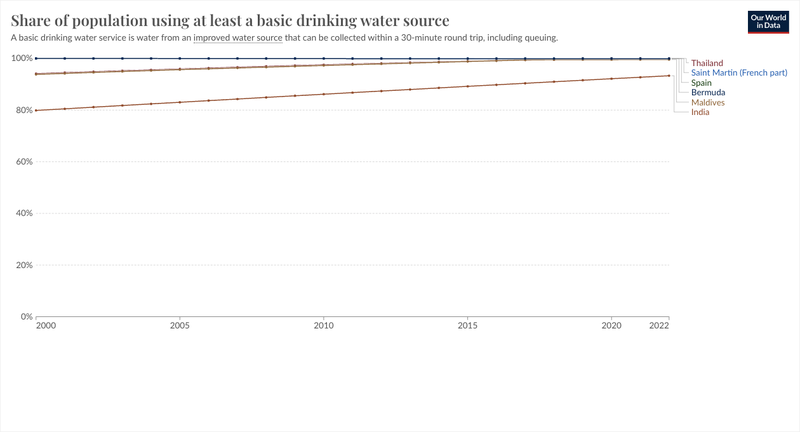 Share of population using at least a basic drinking water source
Our World
in Data
A basic drinking water service is water from an improved water source that can be collected within a 30-minute round trip, including queuing.
100%
80%
60%
40%
20%
0%
2000
2005
2010
2015
2020
2022
Thailand
Saint Martin (French part)
Spain
Bermuda
Maldives
India